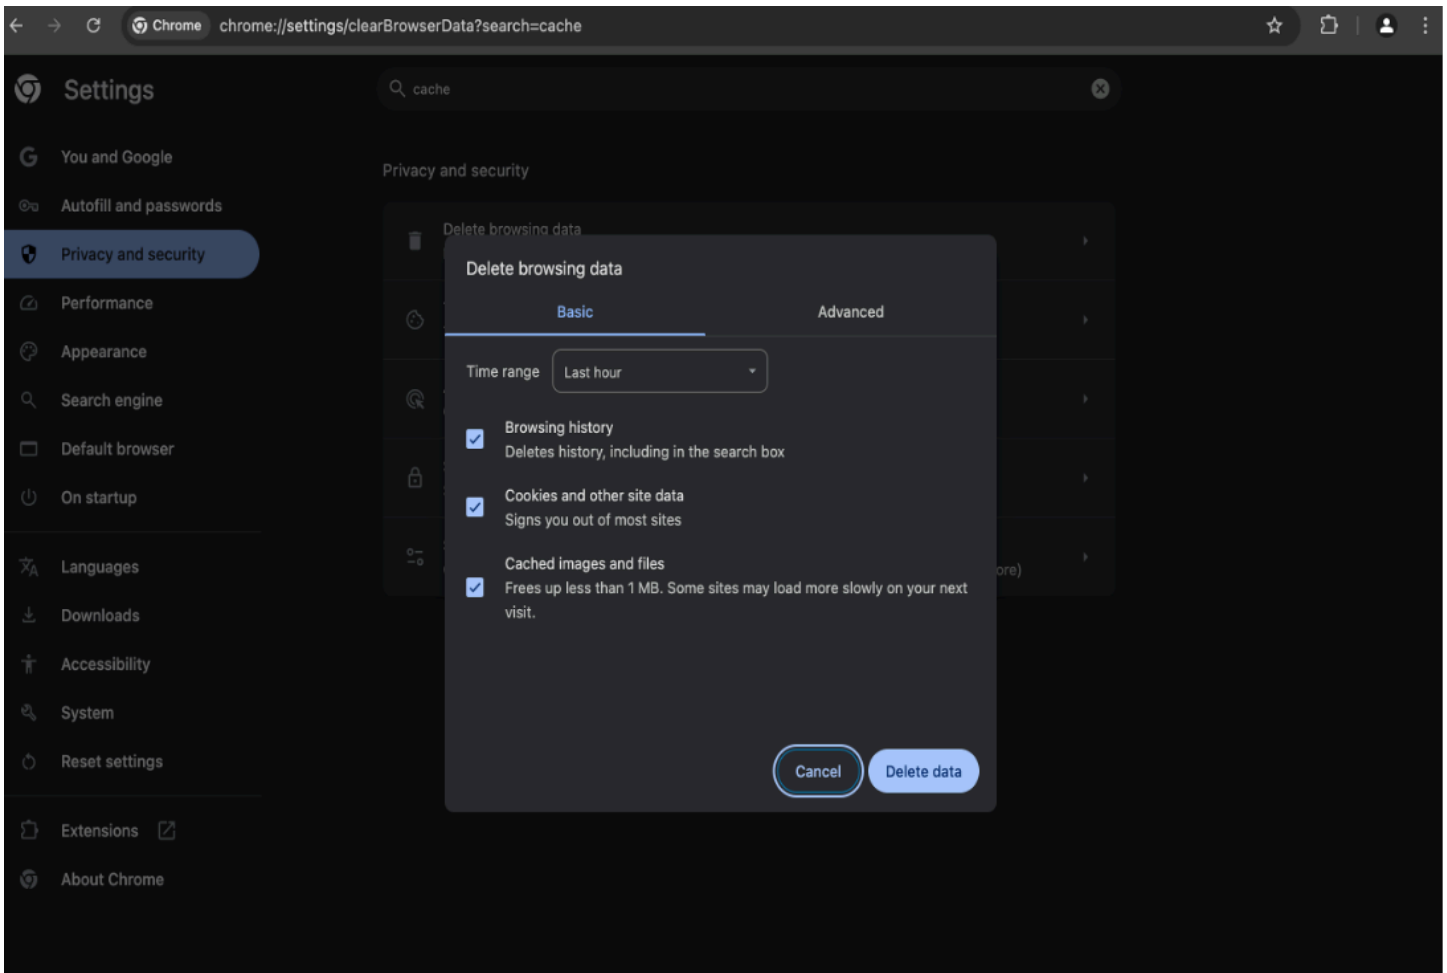 Chrome chrome://settings/clearBrowserData?search=cache
Settings
cache
You and Google
Autofill and passwords
Privacy and security
Performance
Appearance
Search engine
Default browser
On startup
Languages
Downloads
Accessibility
System
Reset settings
Extensions
About Chrome
Privacy and security
Delete browsing data
ore)
Delete browsing data
Basic Advanced
Time range Last hour
Browsing history
Deletes history, including in the search box
Cookies and other site data
Signs you out of most sites
Cached images and files
Frees up less than 1 MB. Some sites may load more slowly on your next
visit.
Cancel Delete data